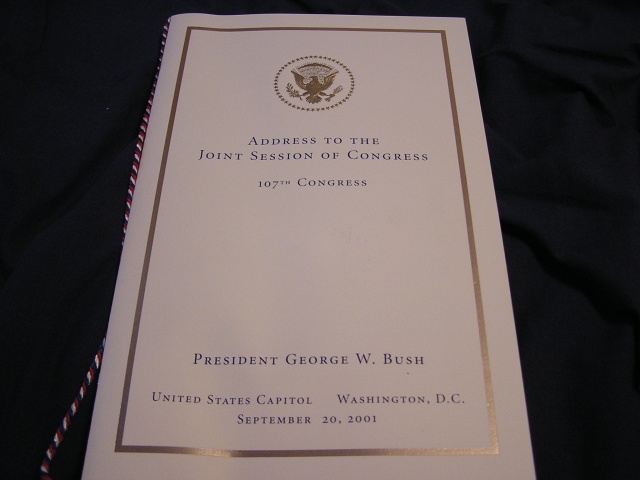 ADDRESS TO THE
JOINT SESSION OF CONGRESS
107TH CONGRESS
PRESIDENT GEORGE W. BUSH
UNITED STATES CAPITOL WASHINGTON, D.C.
SEPTEMBER 20, 2001